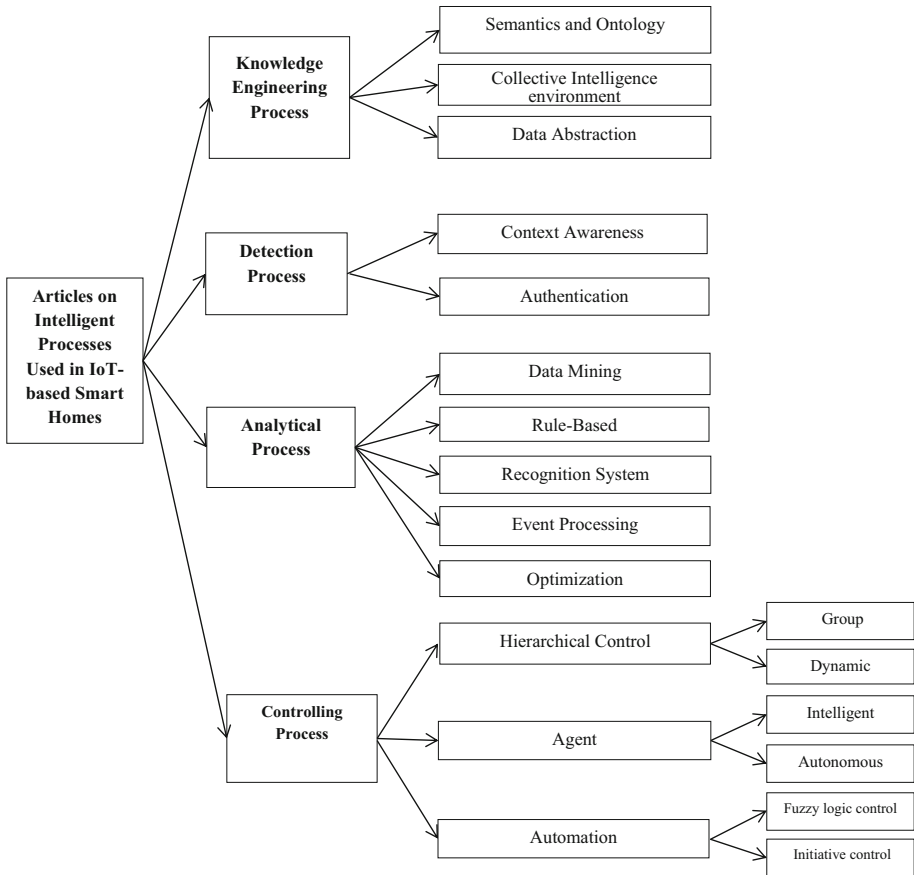 Articles on
Intelligent
Processes
Used in IoT-
based Smart
Homes
Knowledge
Engineering
Process
Semantics and Ontology
Collective Intelligence
environment
Data Abstraction
Detection
Process
Context Awareness
Authentication
Analytical
Process
Data Mining
Rule-Based
Recognition System
Event Processing
Optimization
Controlling
Process
Hierarchical Control
Group
Dynamic
Agent
Intelligent
Autonomous
Automation
Fuzzy logic control
Initiative control